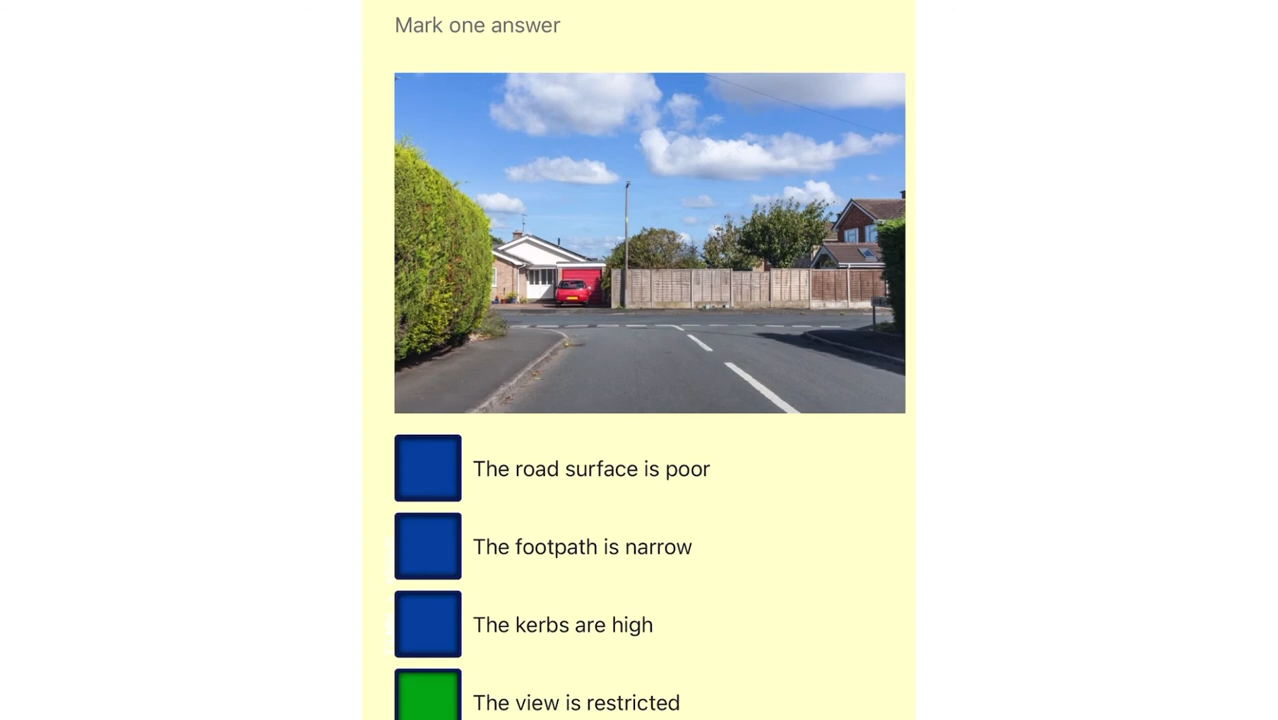 Mark one answer
The road surface is poor
The footpath is narrow
The kerbs are high
The view is restricted